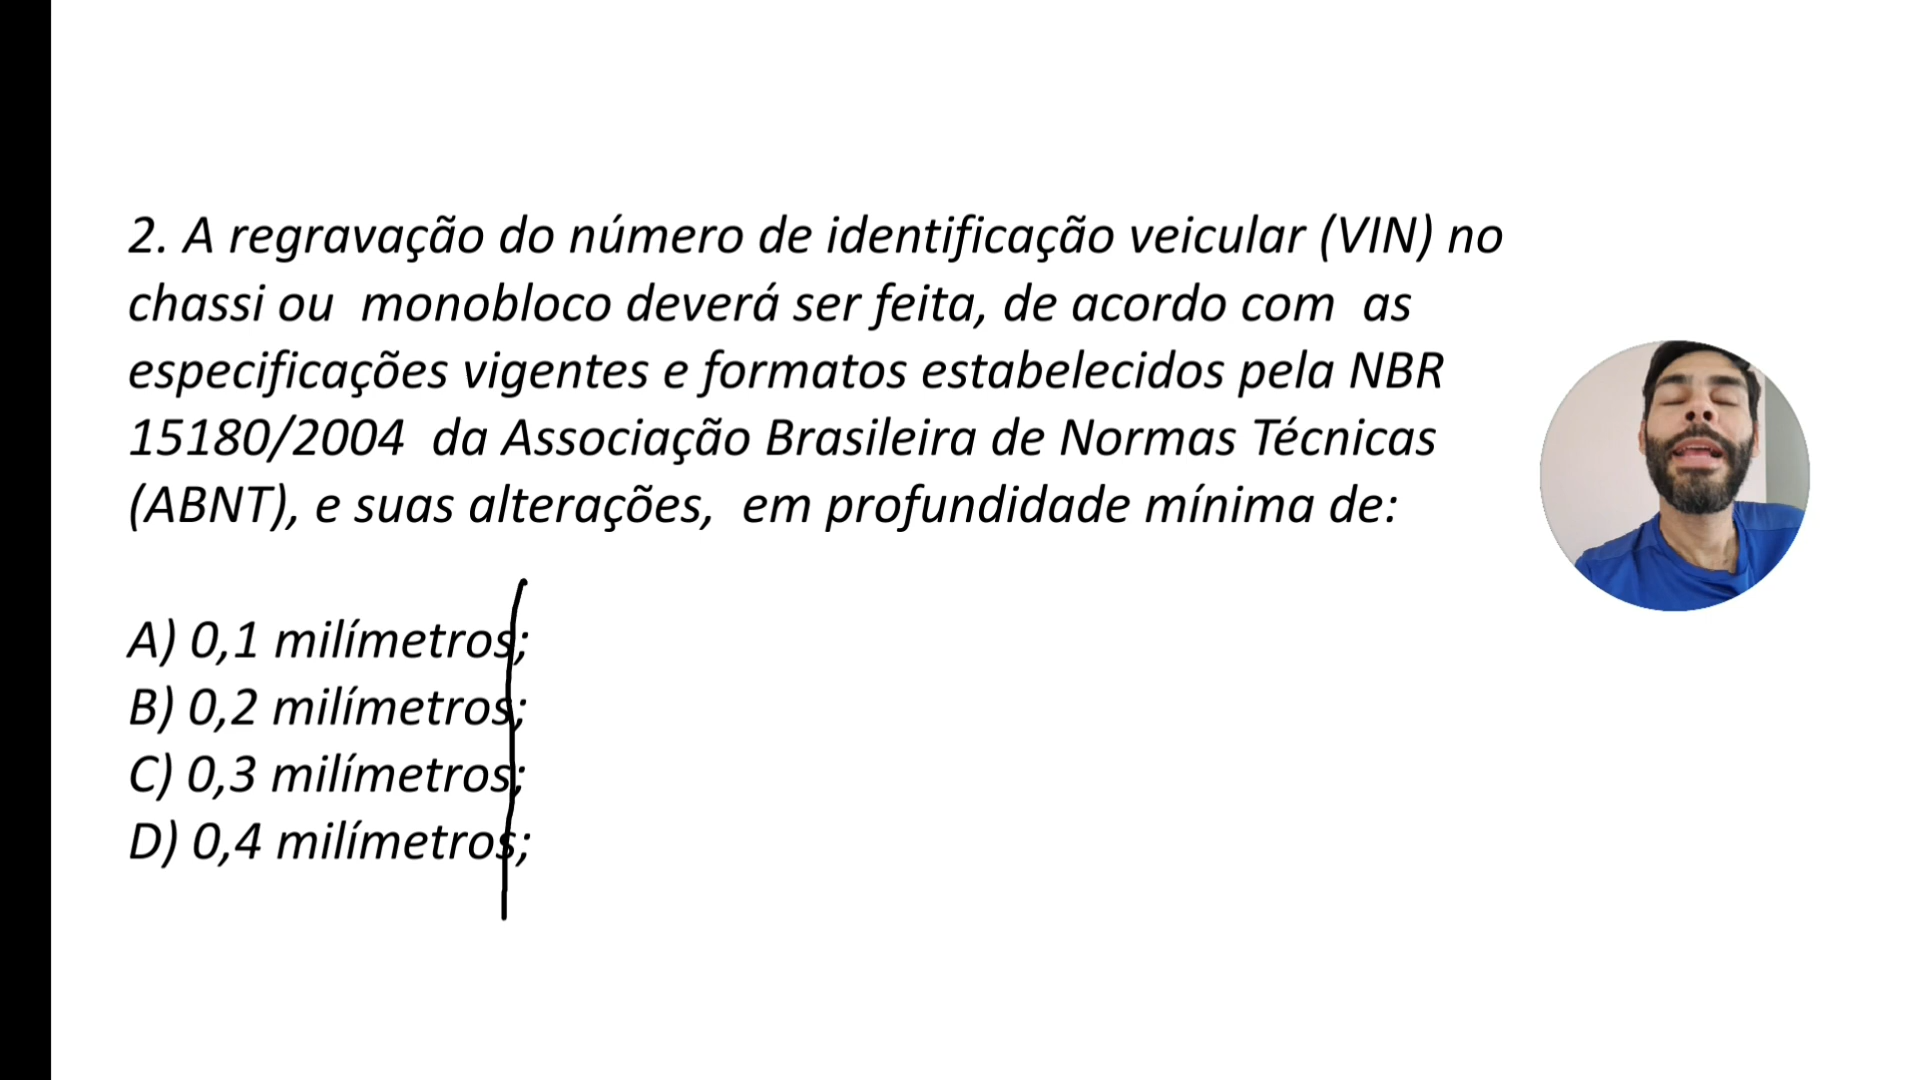 2. A regravação do número de identificação veicular (VIN) no
chassi ou  monobloco deverá ser feita, de acordo com  as
especificações vigentes e formatos estabelecidos pela NBR
15180/2004  da Associação Brasileira de Normas Técnicas
(ABNT), e suas alterações,  em profundidade mínima de:
A) 0,1 milímetros;
B) 0,2 milímetros;
C) 0,3 milímetros;
D) 0,4 milímetros;